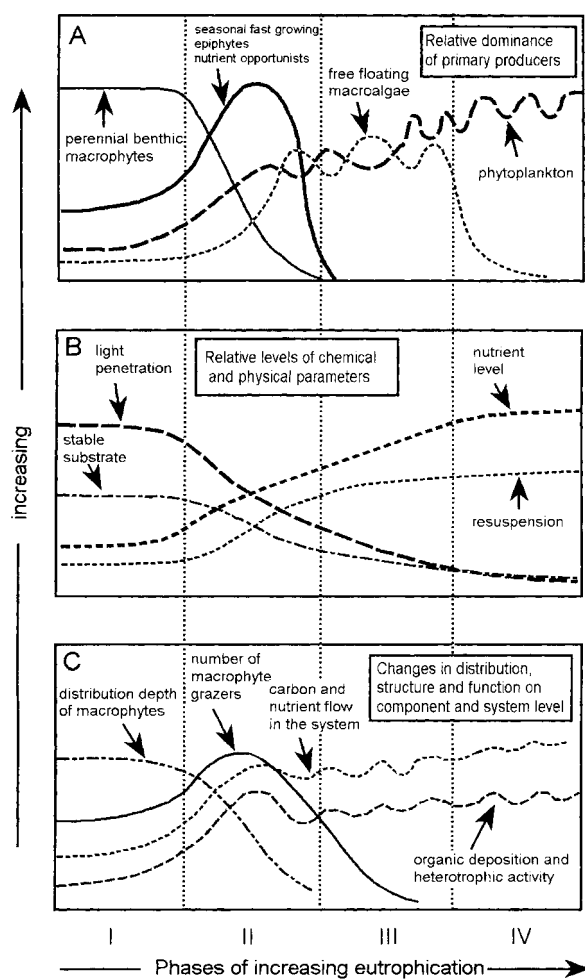 A
seasonal fast growing
epiphytes
nutrient opportunists
Relative dominance
of primary producers
free floating
macroalgae
perennial benthic
macrophytes
phytoplankton
B
light
penetration
Relative levels of chemical
and physical parameters
nutrient
level
stable
substrate
resuspension
increasing
C
number of
macrophyte
grazers
Changes in distribution,
structure and function on
component and system level
distribution depth
of macrophytes
carbon and
nutrient flow
in the system
organic deposition and
heterotrophic activity
I II III IV
Phases of increasing eutrophication